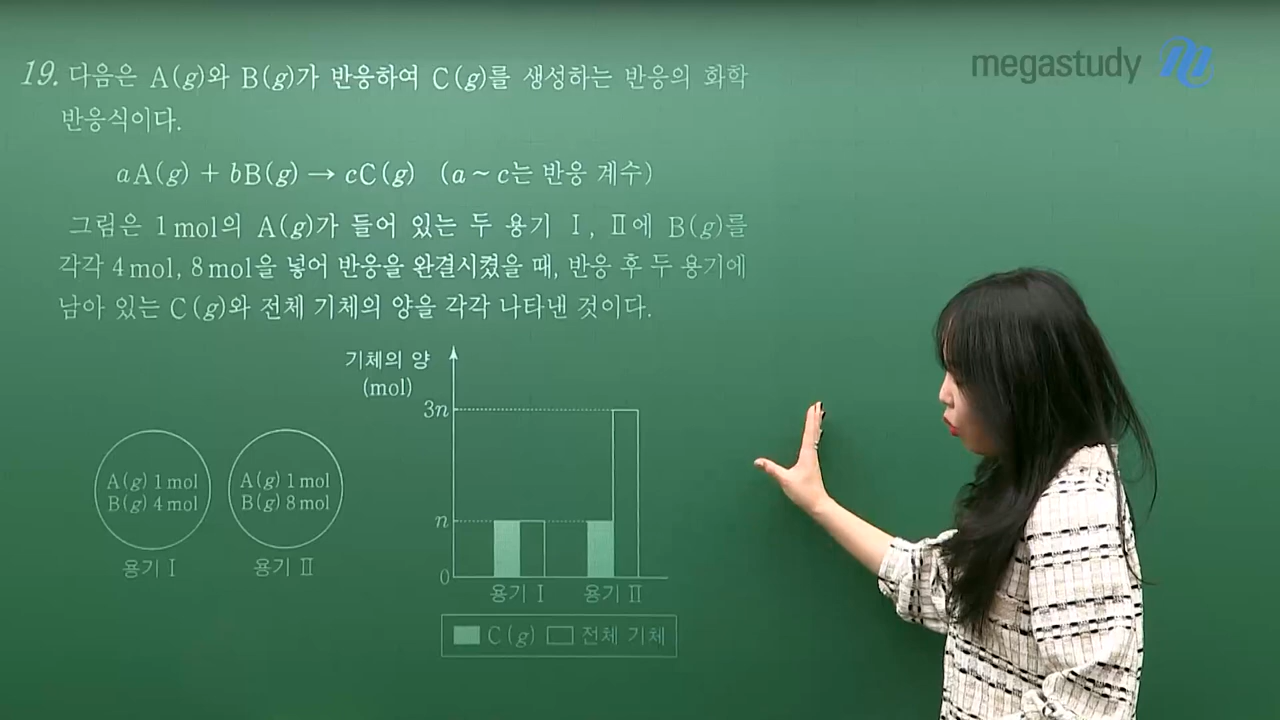 megastudy
19. 다음은 A(g)와 B(g)가 반응하여 C(g)를 생성하는 반응의 화학
반응식이다.
aA(g) + bB(g) → cC(g) (a ~ c는 반응 계수)
그림은 1 mol의 A(g)가 들어 있는 두 용기 Ⅰ, Ⅱ에 B(g)를
각각 4 mol, 8 mol을 넣어 반응을 완결시켰을 때, 반응 후 두 용기에
남아 있는 C(g)와 전체 기체의 양을 각각 나타낸 것이다.
기체의 양
(mol)
3n
n
0
A(g) 1 mol
B(g) 4 mol
용기 Ⅰ
A(g) 1 mol
B(g) 8 mol
용기 Ⅱ
용기 Ⅰ
용기 Ⅱ
C(g) 전체 기체